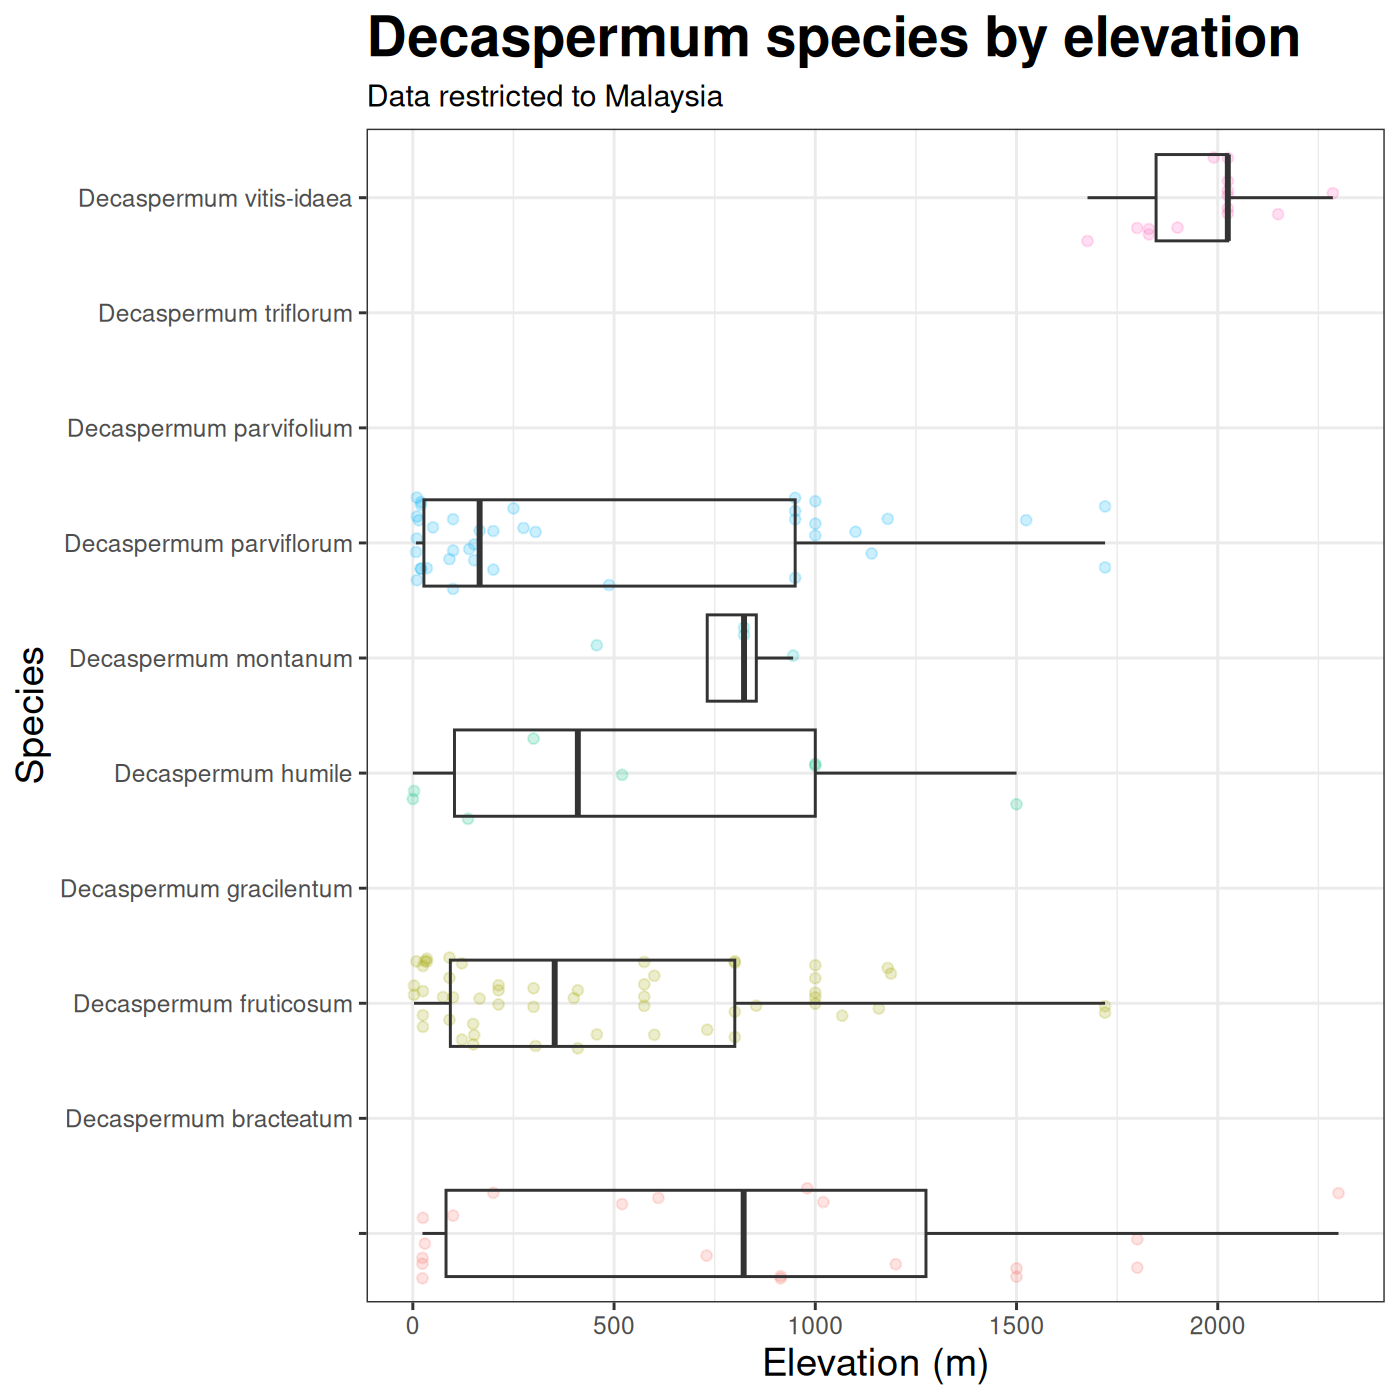 Decaspermum species by elevation
Data restricted to Malaysia
Decaspermum vitis-idaea
Decaspermum triflorum
Decaspermum parvifolium
Decaspermum parviflorum
Decaspermum montanum
Decaspermum humile
Decaspermum gracilentum
Decaspermum fruticosum
Decaspermum bracteatum
Species
0 500 1000 1500 2000
Elevation (m)